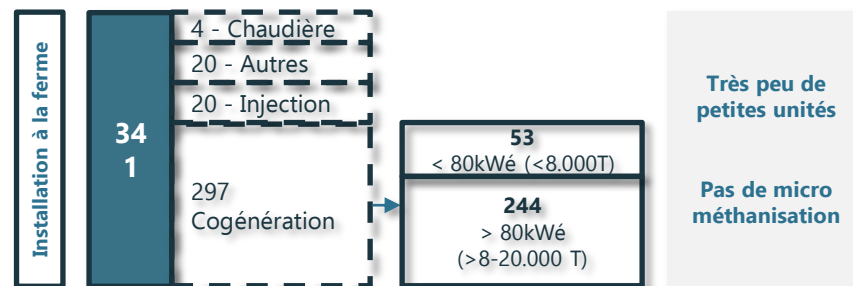 Installation à la ferme
34
1
4 - Chaudière
20 - Autres
20 - Injection
297
Cogénération
53
< 80kWé (<8.000T)
244
> 80kWé
(>8-20.000 T)
Très peu de
petites unités
Pas de micro
méthanisation